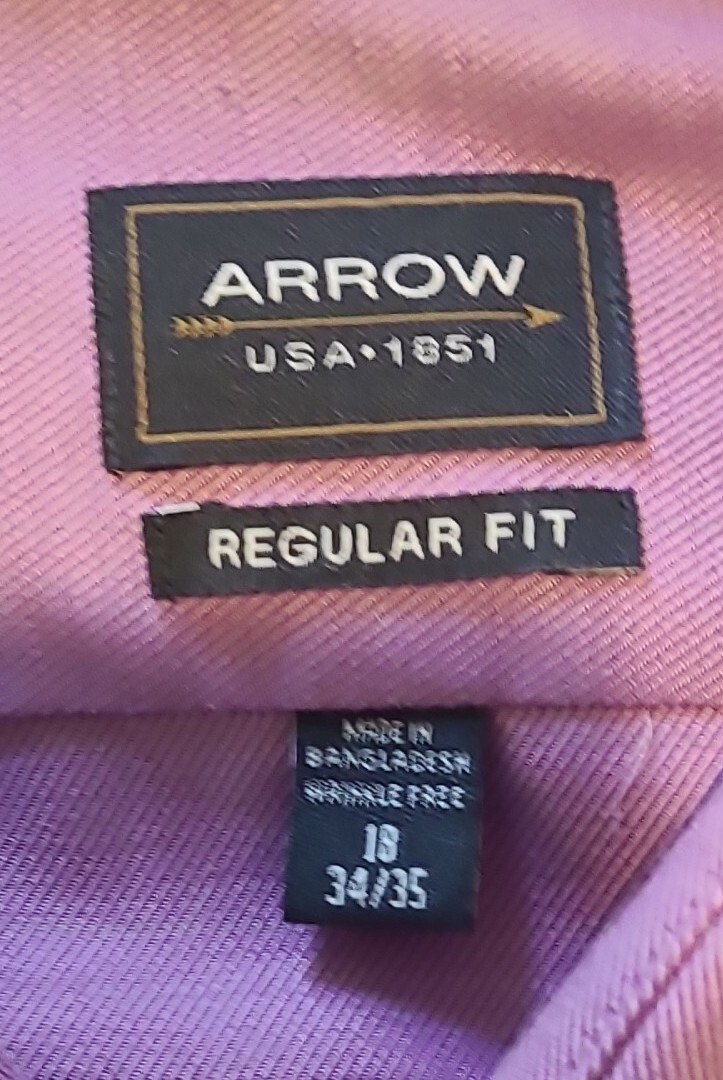 ARROW
USA•1851
REGULAR FIT
MADE IN
BANGLADESH
WRINKLE FREE
18
34/35